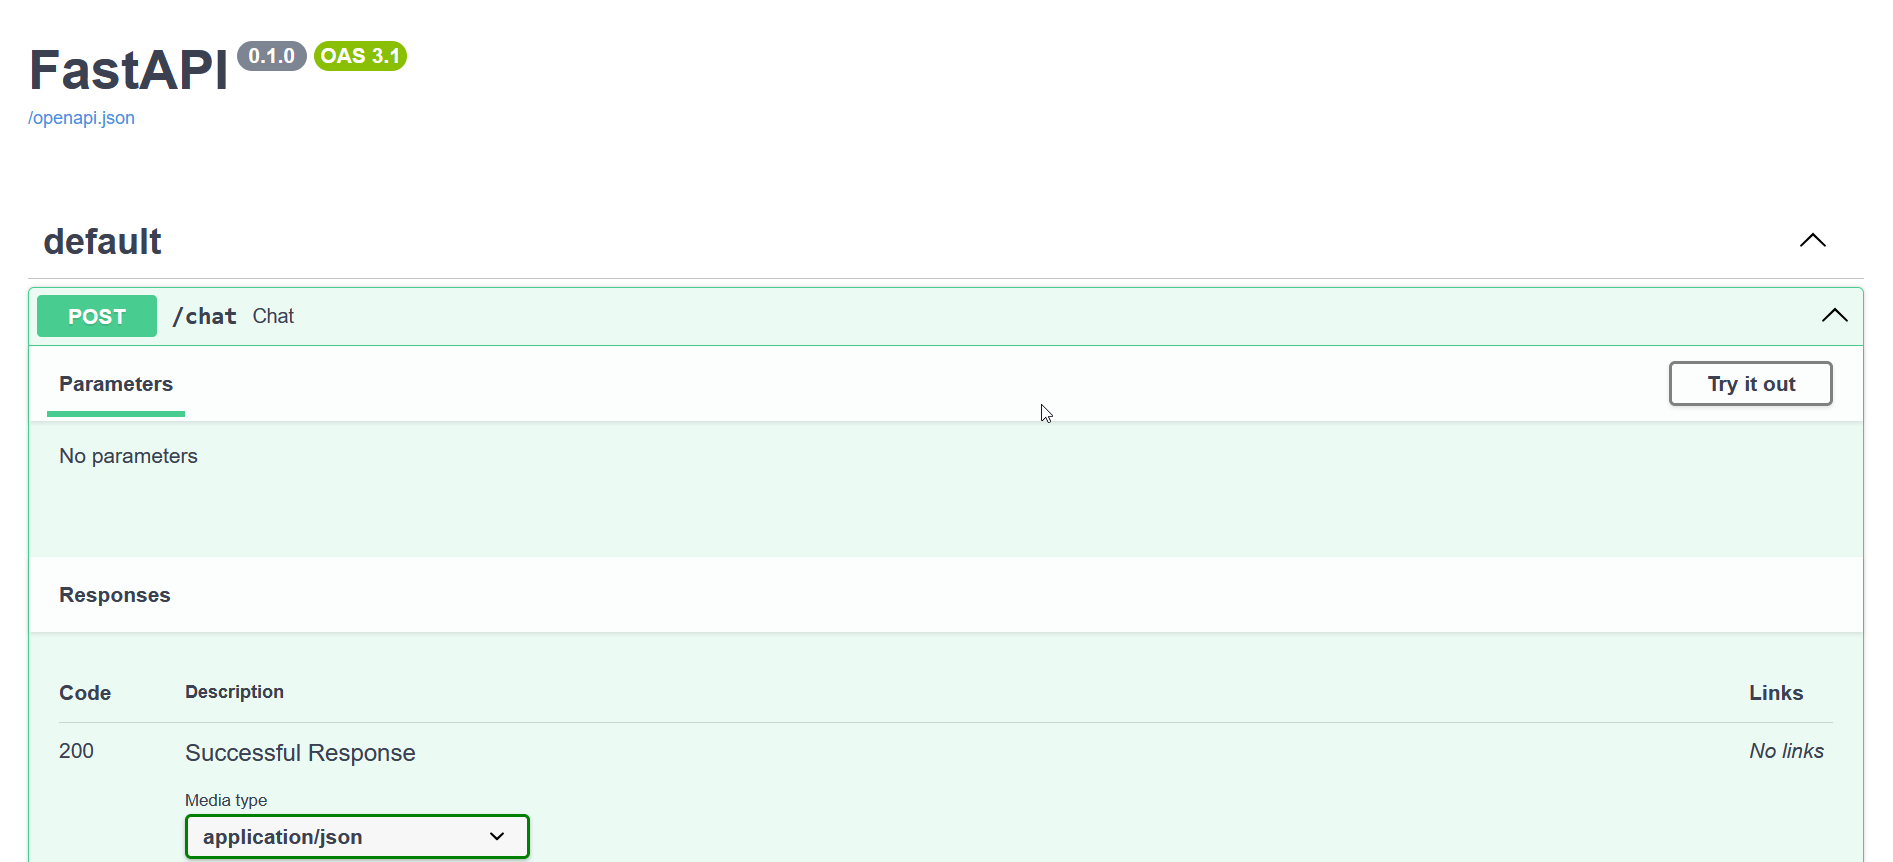 FastAPI 0.1.0 OAS 3.1
/openapi.json
default
POST /chat Chat
Parameters Try it out
No parameters
Responses
Code Description Links
200 Successful Response No links
Media type
application/json